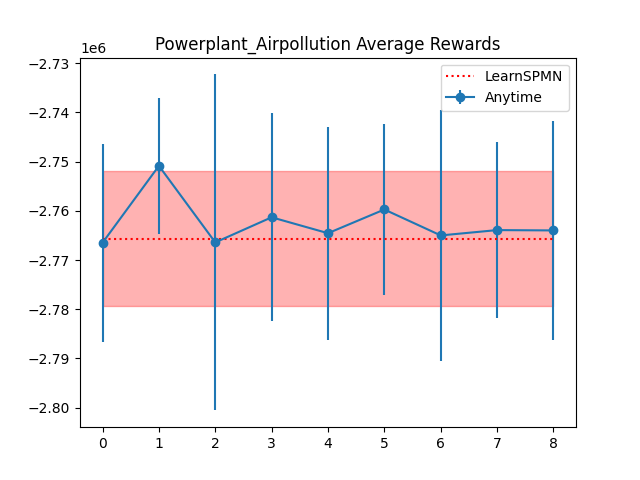 Powerplant_Airpollution Average Rewards
1e6
LearnSPMN
Anytime
−2.73
−2.74
−2.75
−2.76
−2.77
−2.78
−2.79
−2.80
0 1 2 3 4 5 6 7 8